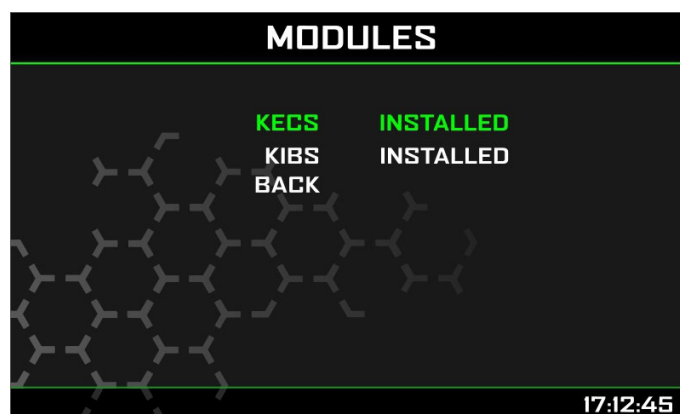 MODULES
KECS INSTALLED
KIBS INSTALLED
BACK
17:12:45